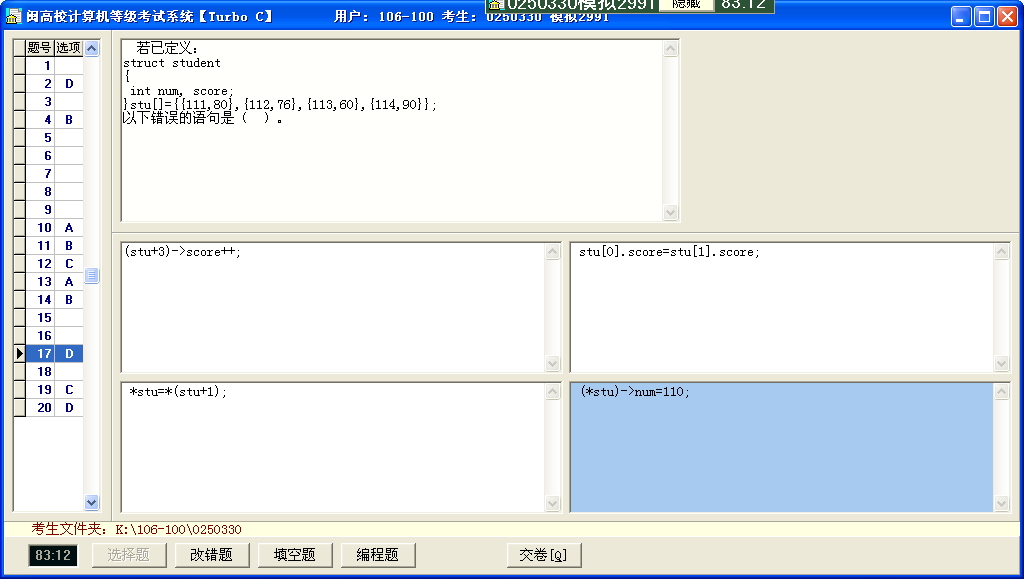 闽高校计算机等级考试系统【Turbo C】 用户: 106-100 考生: 0250330 模拟2991
0250330模拟2991 隐藏 83:12
题号 选项
1
2 D
3
4 B
5
6
7
8
9
10 A
11 B
12 C
13 A
14 B
15
16
17 D
18
19 C
20 D
若已定义:
struct student
{
int num, score;
}stu[]={{111,80},{112,76},{113,60},{114,90}};
以下错误的语句是（ ）。
(stu+3)->score++;
stu[0].score=stu[1].score;
*stu=*(stu+1);
(*stu)->num=110;
考生文件夹: K:\106-100\0250330
83:12 选择题 改错题 填空题 编程题 交卷[Q]